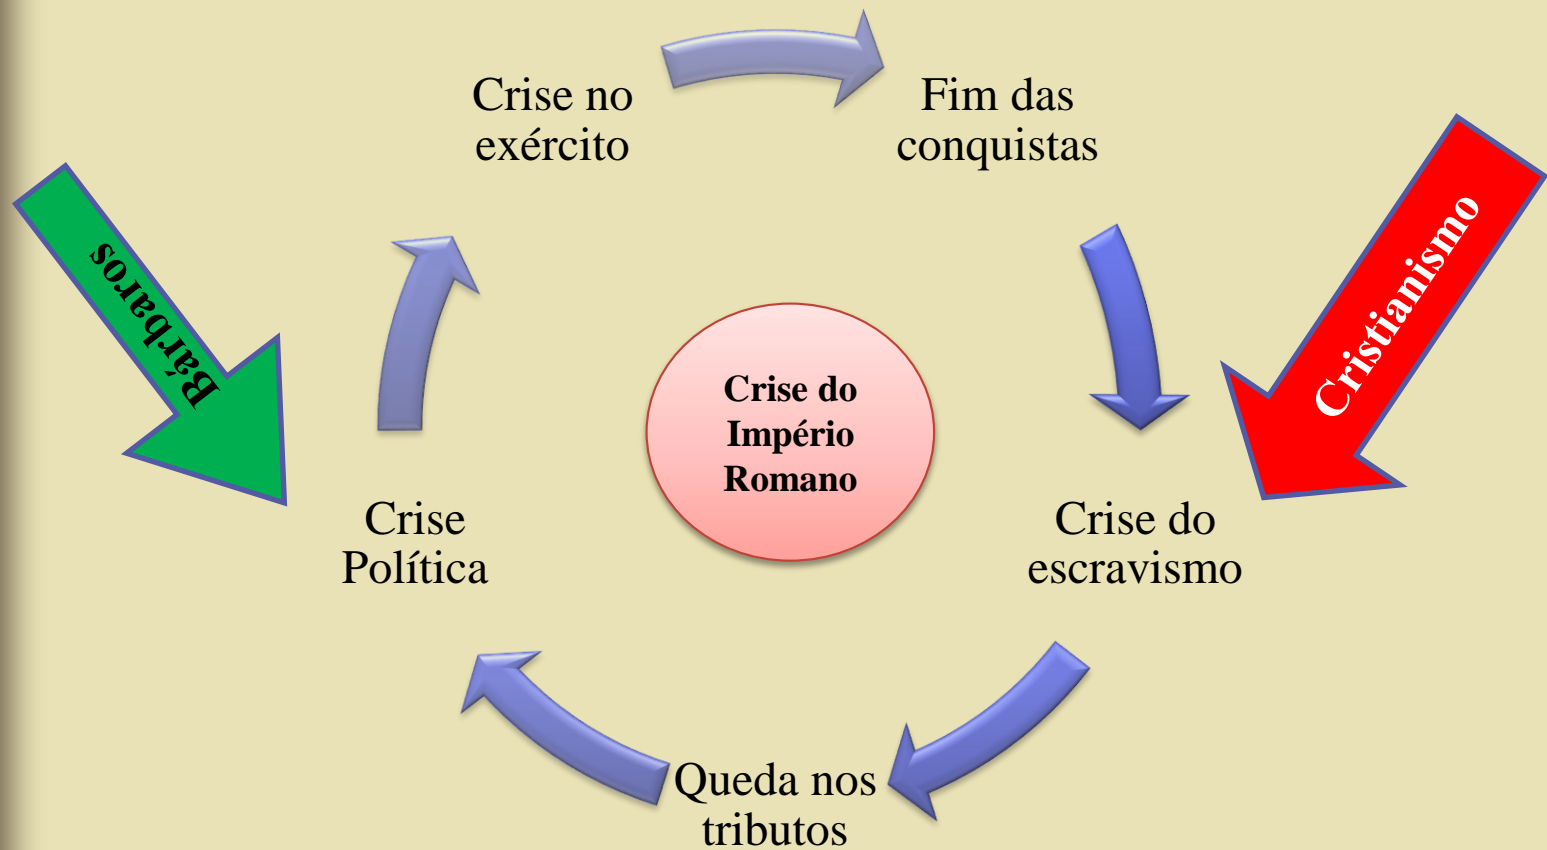 Crise no
exército
Fim das
conquistas
Bárbaros
Cristianismo
Crise do
Império
Romano
Crise
Política
Crise do
escravismo
Queda nos
tributos